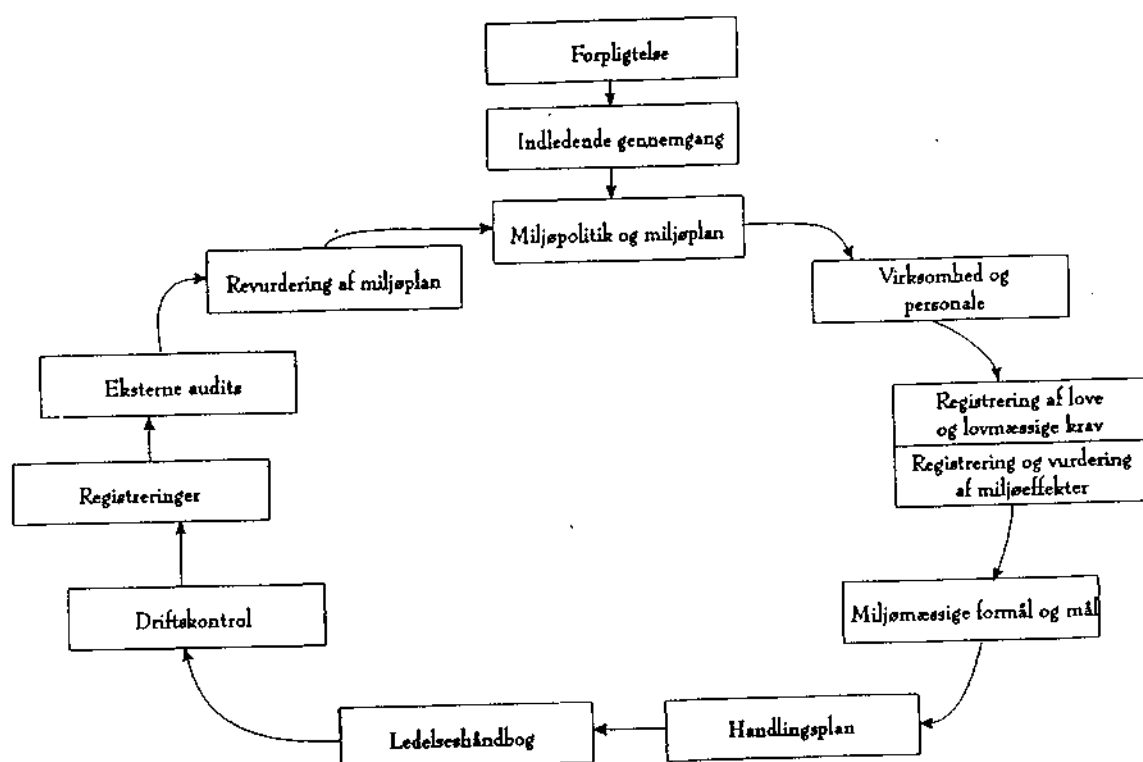 Forpligtelse
Indledende gennemgang
Miljøpolitik og miljøplan
Virksomhed og
personale
Registrering af love
og lovmæssige krav
Registrering og vurdering
af miljøeffekter
Miljømæssige formål og mål
Handlingsplan
Ledelseshåndbog
Driftskontrol
Registreringer
Eksterne audits
Revurdering af miljøplan